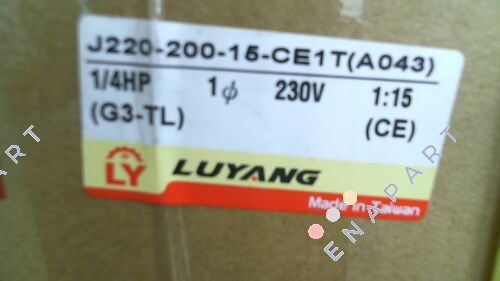 J220-200-15-CE1T(A043)
1/4HP 1ϕ 230V 1:15
(G3-TL) (CE)
LY LUYANG
Made in Taiwan
ENAPART
PART